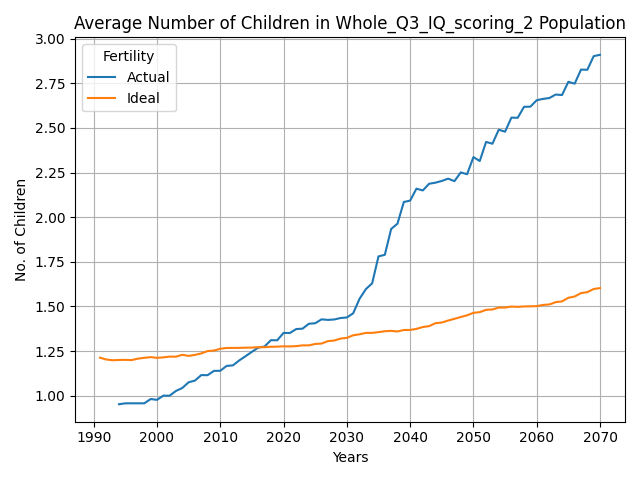 Average Number of Children in Whole_Q3_IQ_scoring_2 Population
Fertility
Actual
Ideal
No. of Children
3.00
2.75
2.50
2.25
2.00
1.75
1.50
1.25
1.00
1990 2000 2010 2020 2030 2040 2050 2060 2070
Years